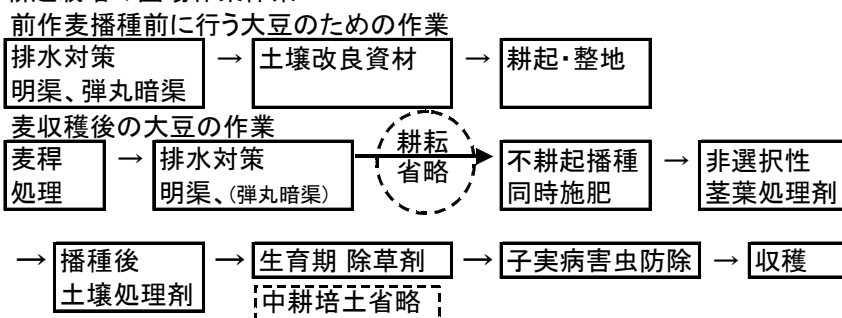 前作麦播種前に行う大豆のための作業
排水対策
明渠、弾丸暗渠
→
土壌改良資材
→
耕起・整地
麦収穫後の大豆の作業
麦稈
処理
→
排水対策
明渠、(弾丸暗渠)
耕耘
省略
不耕起播種
同時施肥
→
非選択性
茎葉処理剤
→
播種後
土壌処理剤
→
生育期 除草剤
中耕培土省略
→
子実病害虫防除
→
収穫